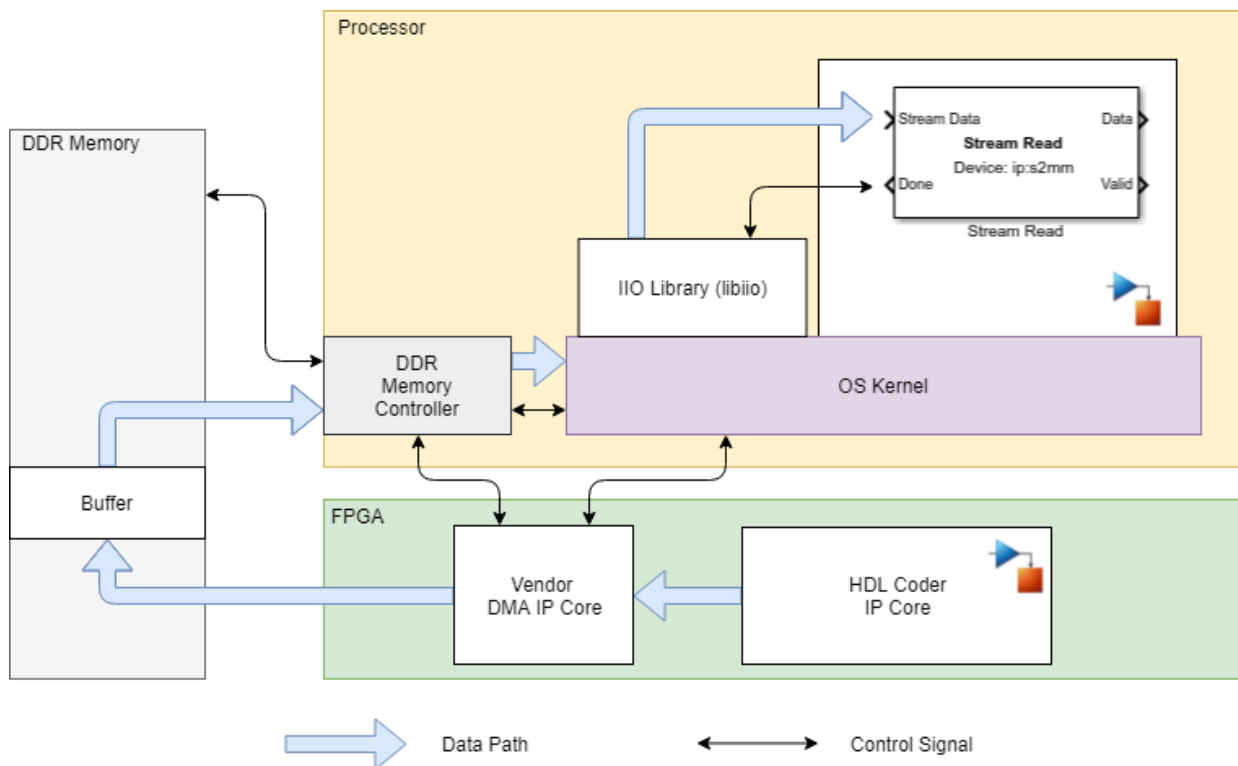 Processor
DDR Memory
Stream Data
Data
Stream Read
Device: ip:s2mm
Done
Valid
Stream Read
IIO Library (libiio)
DDR
Memory
Controller
OS Kernel
Buffer
FPGA
Vendor
DMA IP Core
HDL Coder
IP Core
Data Path
Control Signal